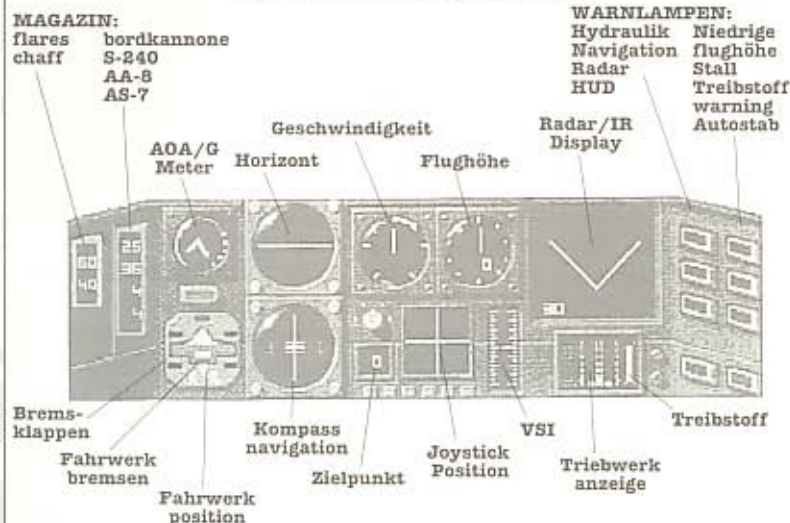 MAGAZIN:
flares
chaff
bordkannone
S-240
AA-8
AS-7
WARNLAMPEN:
Hydraulik
Navigation
Radar
HUD
Niedrige
flughöhe
Stall
Treibstoff
warning
Autostab
AOA/G
Meter
Horizont
Geschwindigkeit
Flughöhe
Radar/IR
Display
60
40
25
36
4
4
0
0
Brems-
klappen
Fahrwerk
bremsen
Fahrwerk
position
Kompass
navigation
Zielpunkt
Joystick
Position
VSI
Triebwerk
anzeige
Treibstoff